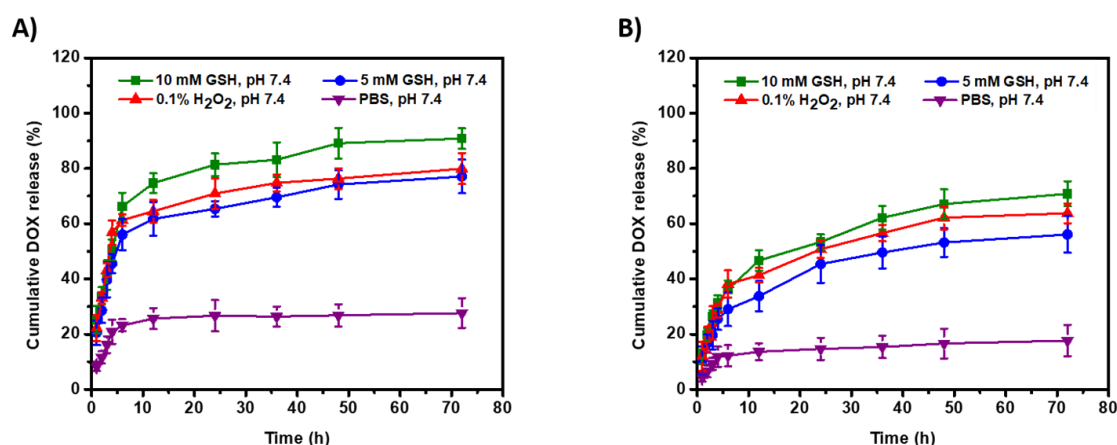 A)
120
100
80
60
40
20
0
Cumulative DOX release (%)
10 mM GSH, pH 7.4
5 mM GSH, pH 7.4
0.1% H₂O₂, pH 7.4
PBS, pH 7.4
0 10 20 30 40 50 60 70 80
Time (h)
B)
120
100
80
60
40
20
0
Cumulative DOX release (%)
10 mM GSH, pH 7.4
5 mM GSH, pH 7.4
0.1% H₂O₂, pH 7.4
PBS, pH 7.4
0 10 20 30 40 50 60 70 80
Time (h)